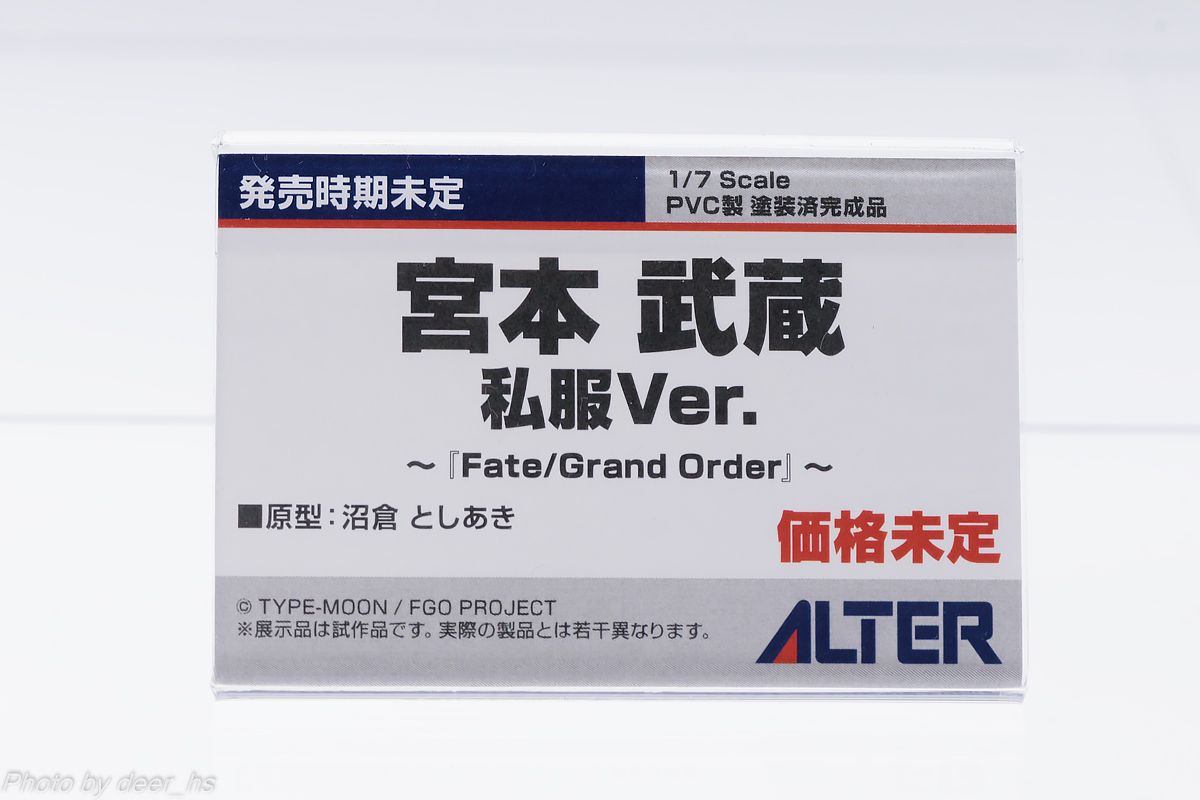 発売時期未定
1/7 Scale
PVC製 塗装済完成品
宮本 武蔵
私服Ver.
～『Fate/Grand Order』～
■原型：沼倉 としあき
価格未定
© TYPE-MOON / FGO PROJECT
※展示品は試作品です。実際の製品とは若干異なります。
ALTER
Photo by deer_hs